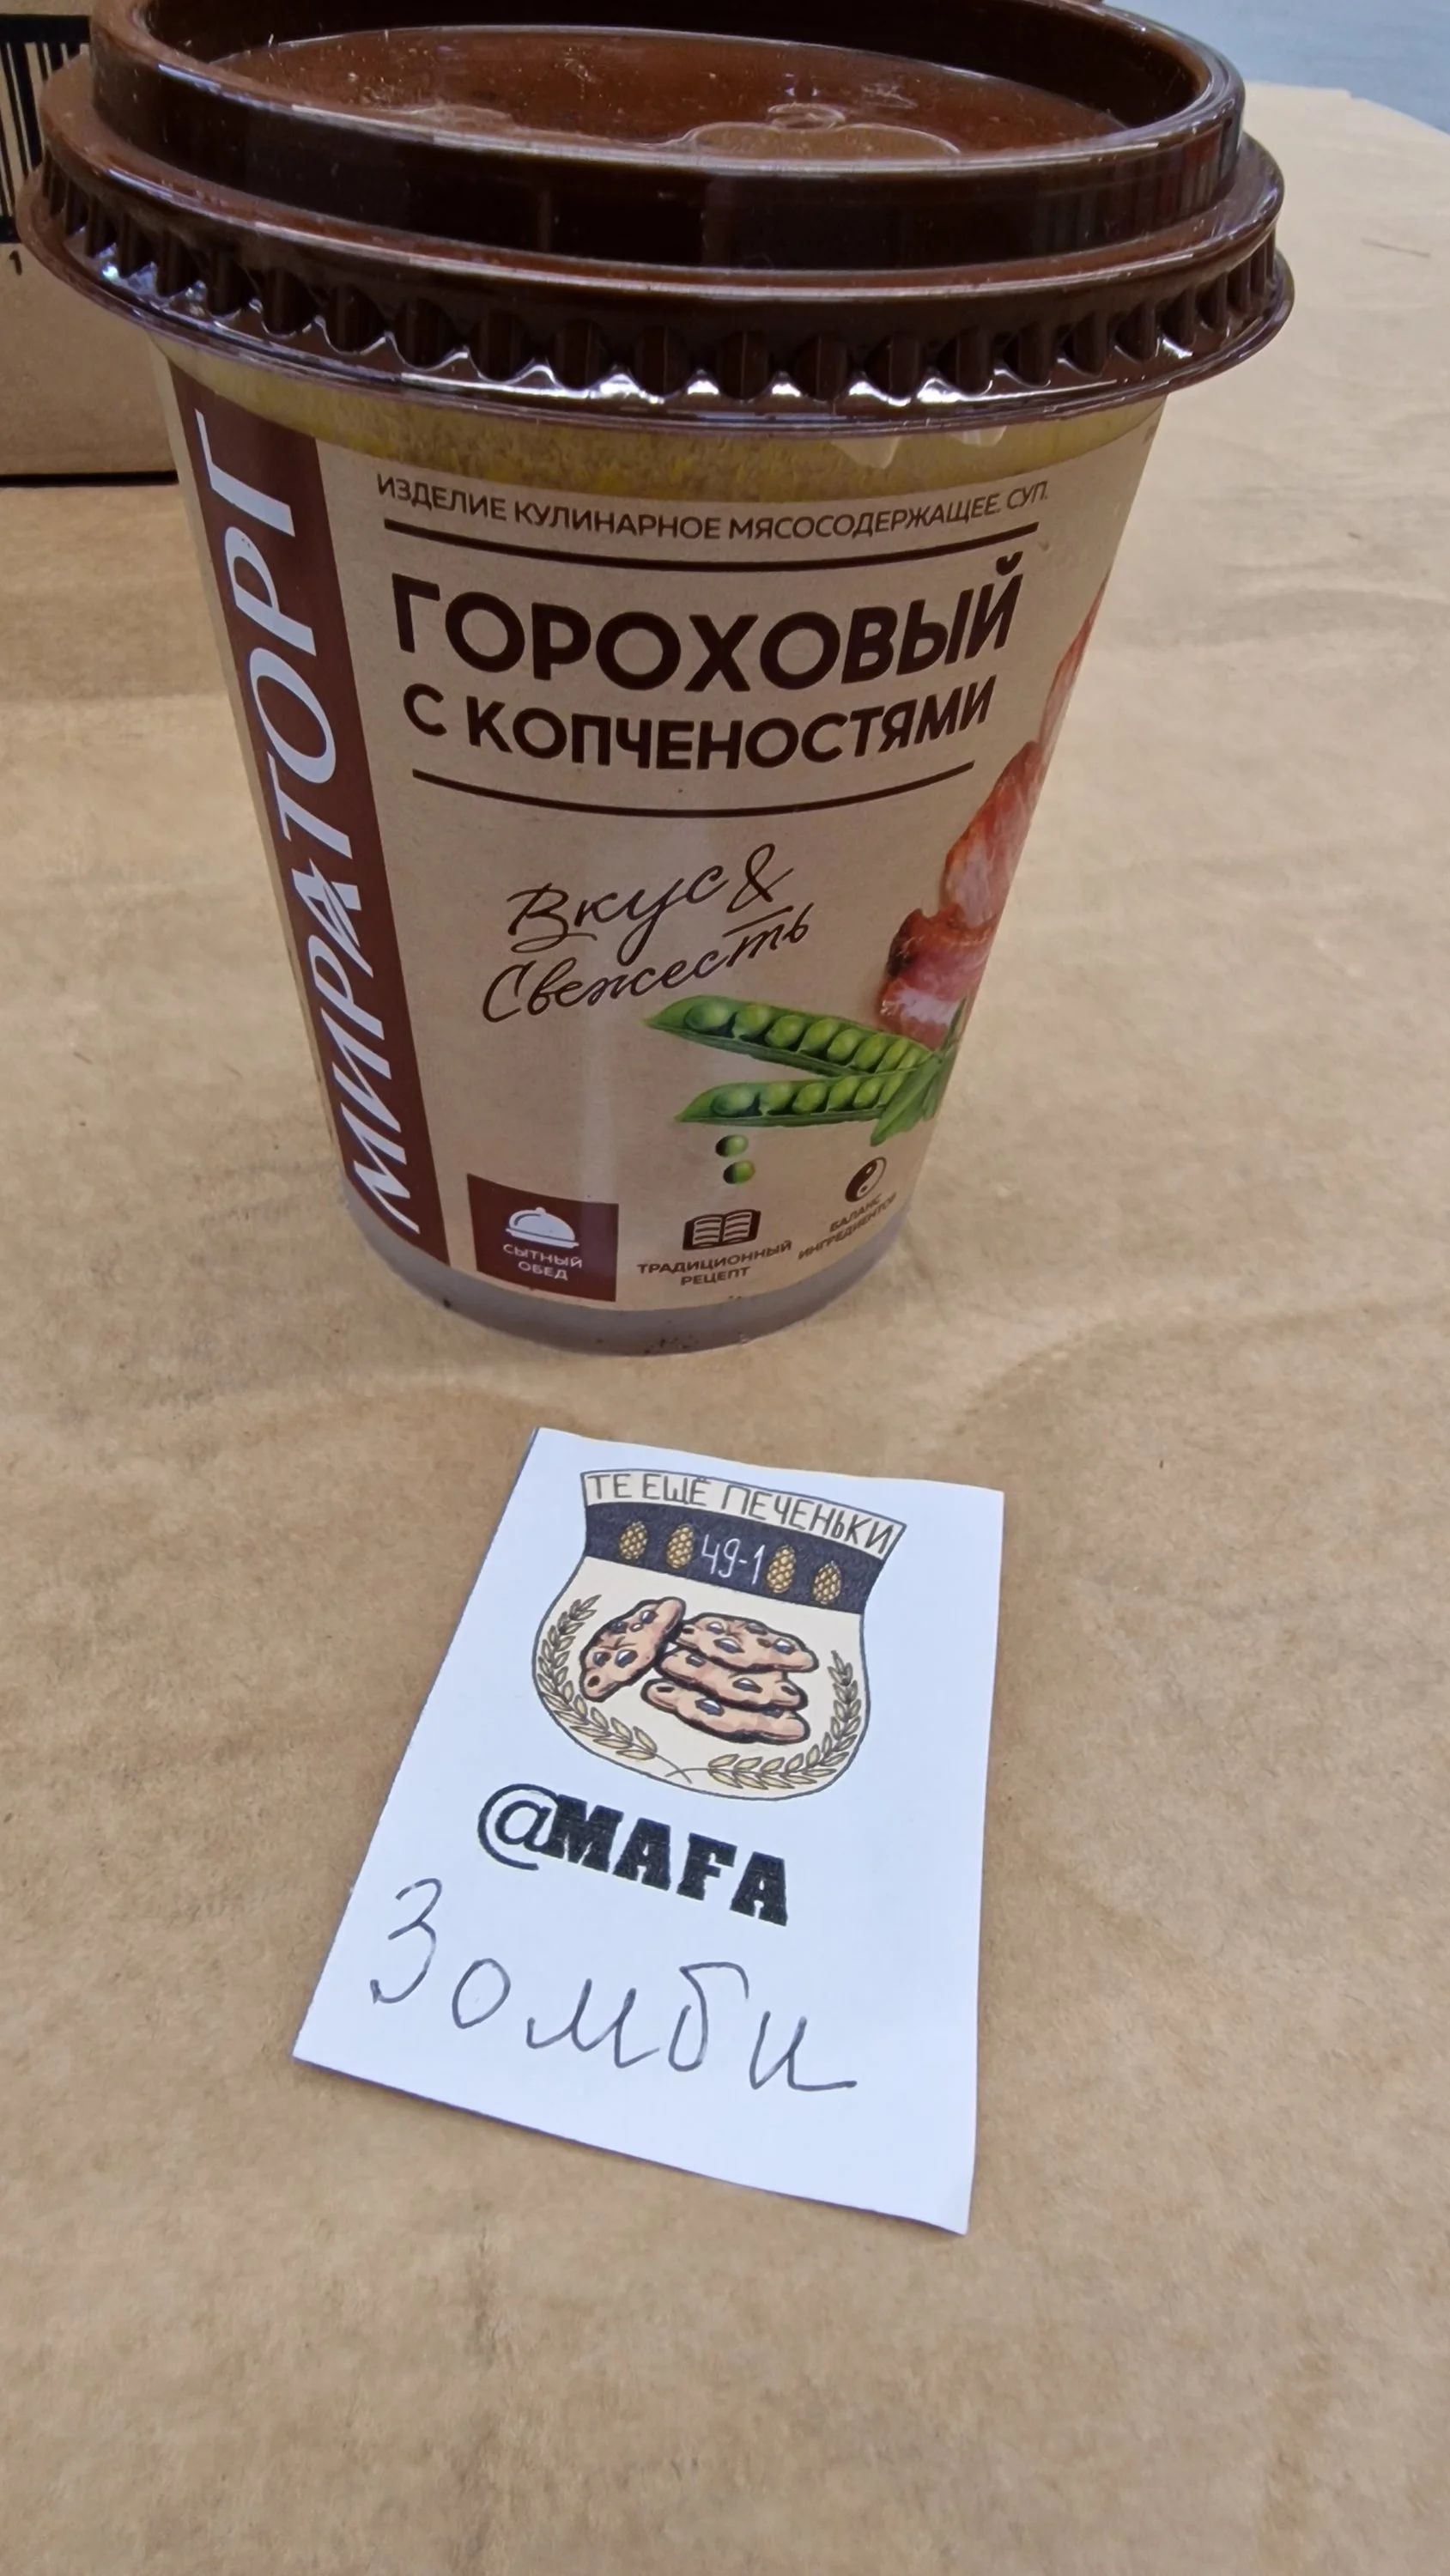 1
МИРАТОРГ
ИЗДЕЛИЕ КУЛИНАРНОЕ МЯСОСОДЕРЖАЩЕЕ. СУП.
ГОРОХОВЫЙ
С КОПЧЕНОСТЯМИ
Вкус &
Свежесть
СЫТНЫЙ
ОБЕД
ТРАДИЦИОННЫЙ
РЕЦЕПТ
БАЛАНС
ИНГРЕДИЕНТОВ
ТЕ ЕЩЁ ПЕЧЕНЬКИ
49-1
@MAFA
Зомби